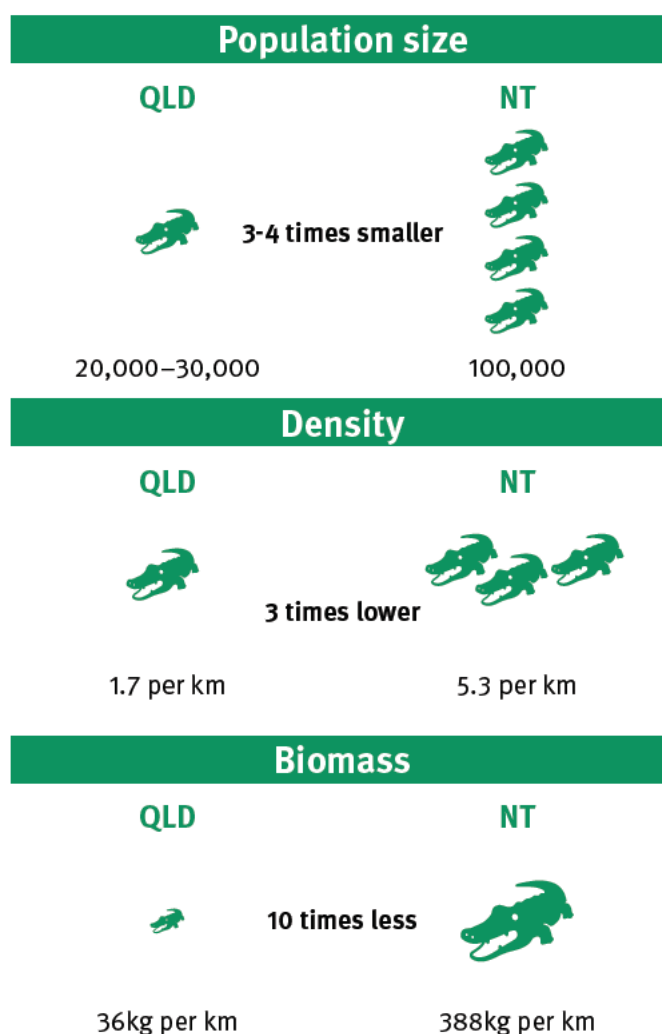 Population size
QLD
NT
3-4 times smaller
20,000–30,000
100,000
Density
QLD
NT
3 times lower
1.7 per km
5.3 per km
Biomass
QLD
NT
10 times less
36kg per km
388kg per km